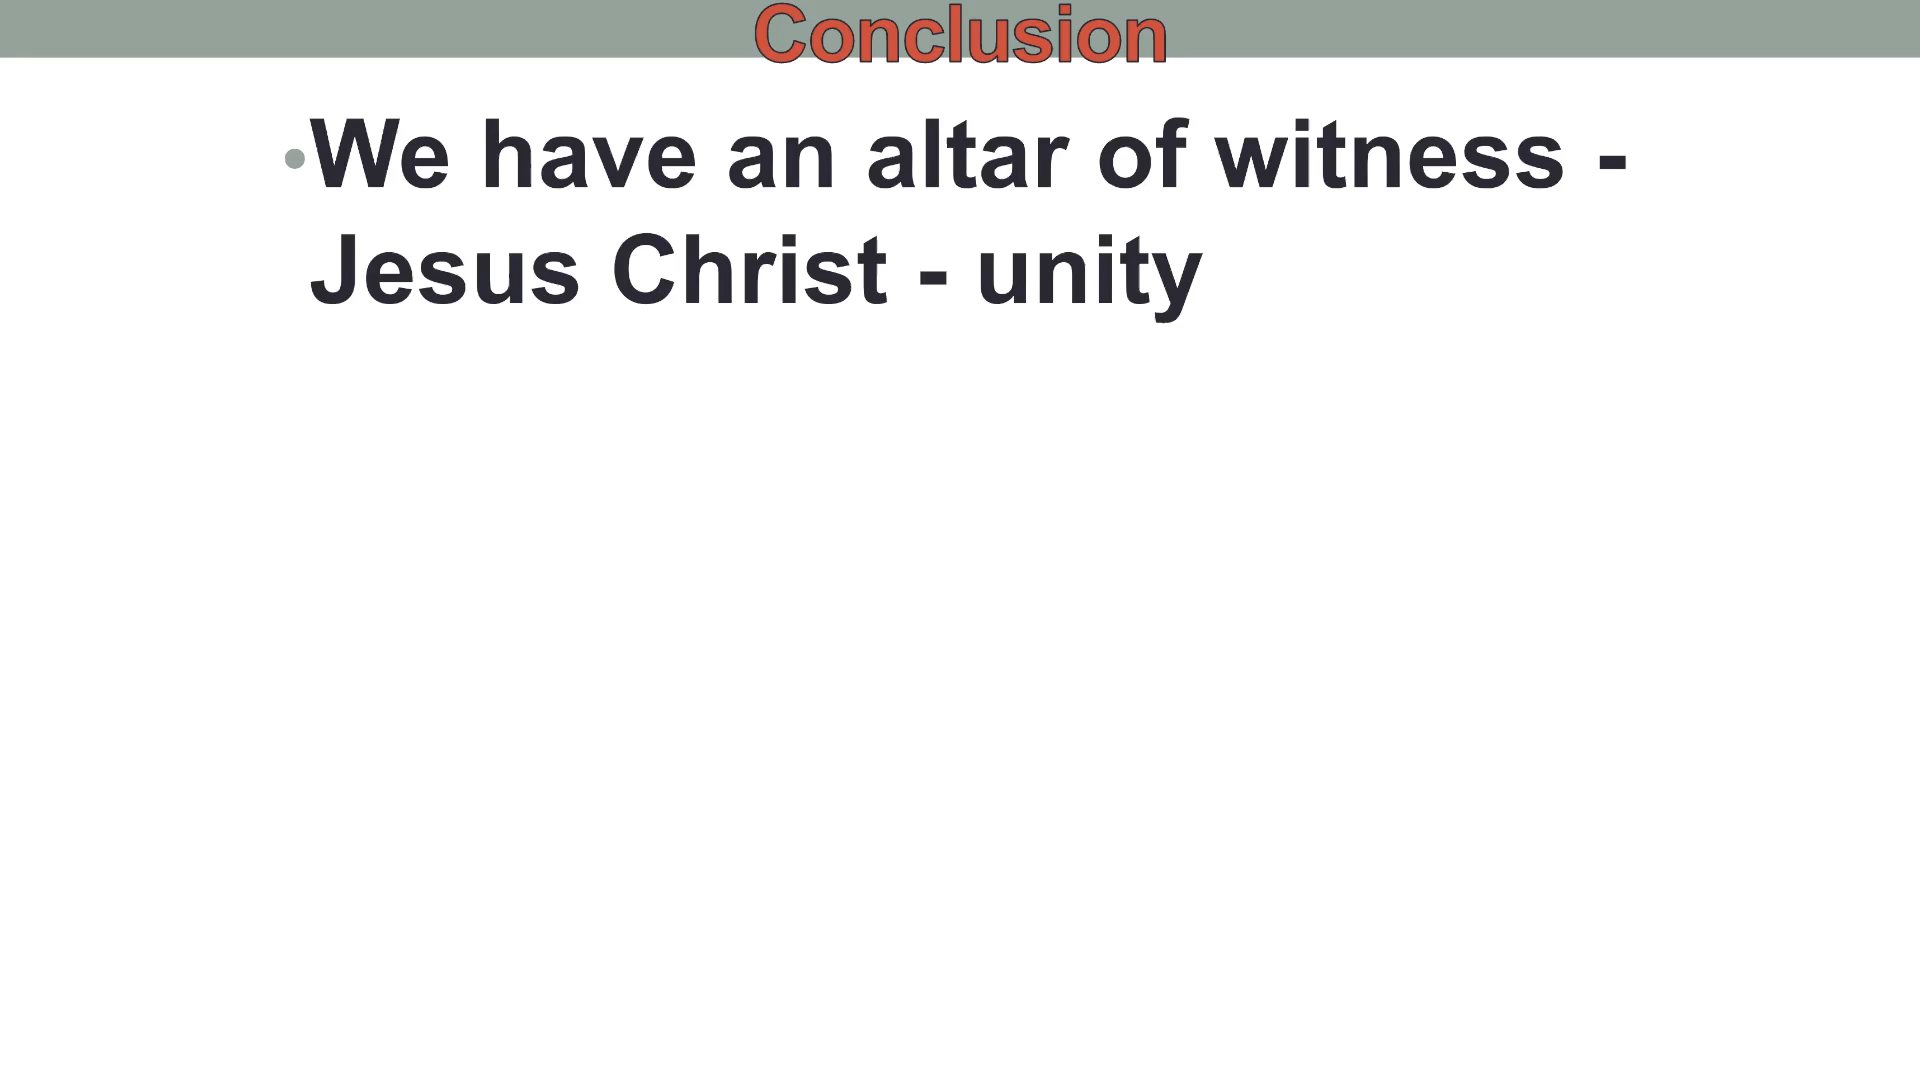 Conclusion
•We have an altar of witness -
Jesus Christ - unity